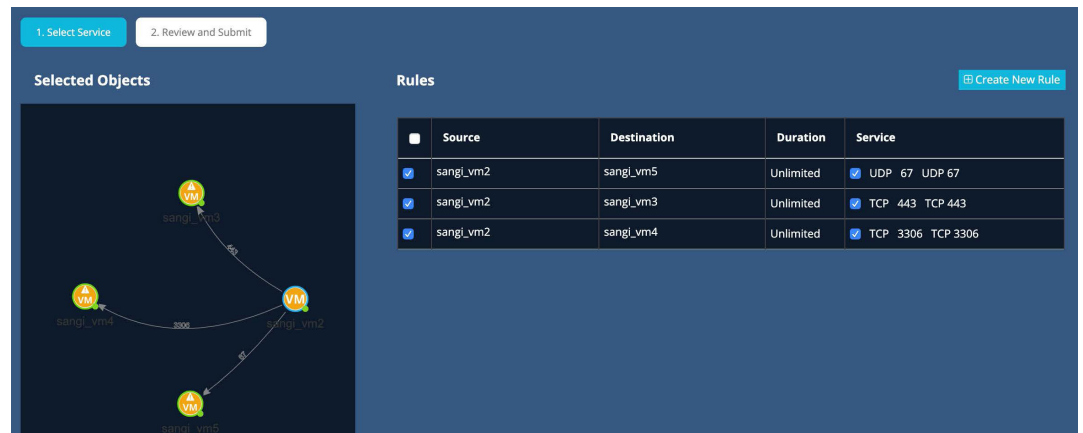 1. Select Service
2. Review and Submit
Selected Objects
Rules
Create New Rule
Source Destination Duration Service
sangi_vm2 sangi_vm5 Unlimited UDP 67 UDP 67
sangi_vm2 sangi_vm3 Unlimited TCP 443 TCP 443
sangi_vm2 sangi_vm4 Unlimited TCP 3306 TCP 3306
VM
sangi_vm3
443
VM
sangi_vm4
3306
VM
sangi_vm2
67
VM
sangi_vm5